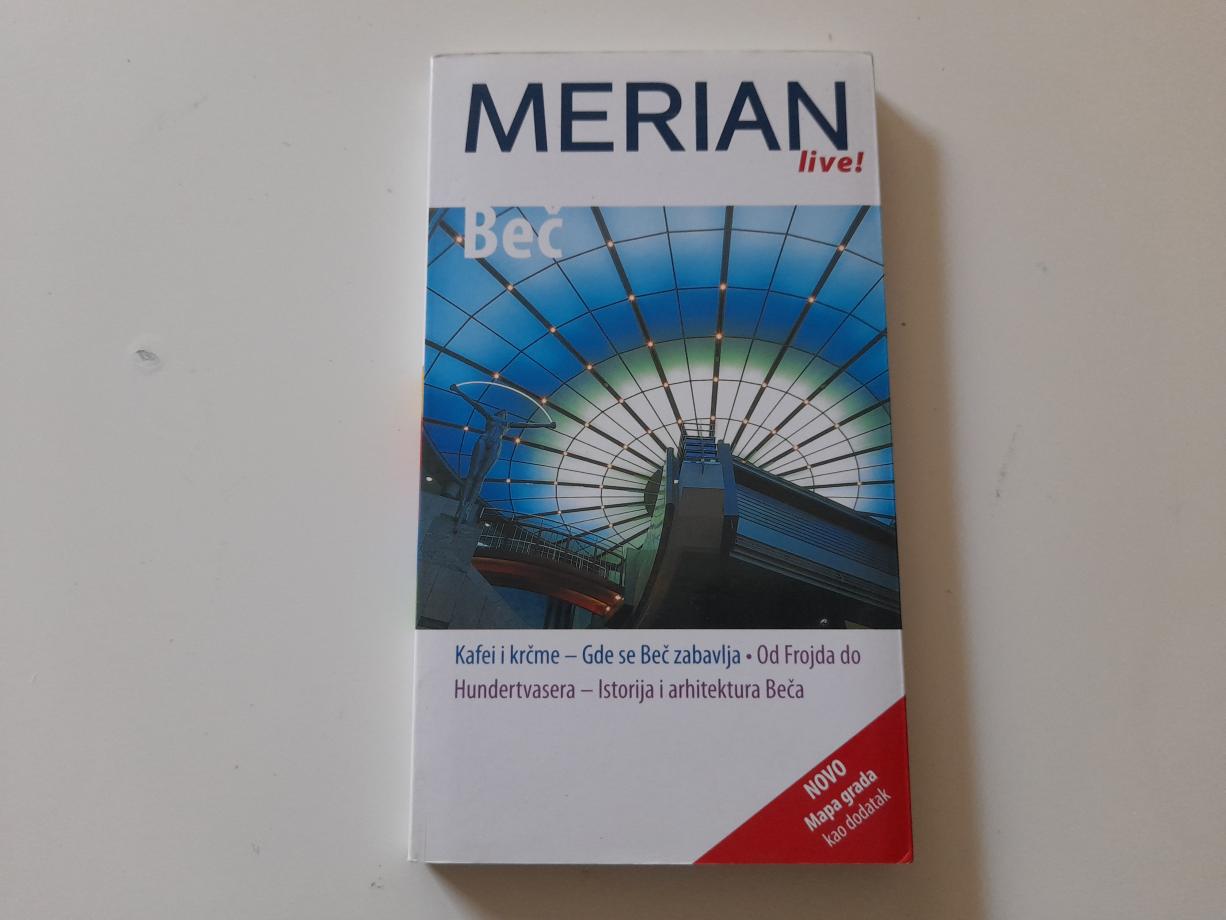 MERIAN
live!
Beč
Kafei i krčme – Gde se Beč zabavlja • Od Frojda do
Hundertvasera – Istorija i arhitektura Beča
NOVO
Mapa grada
kao dodatak